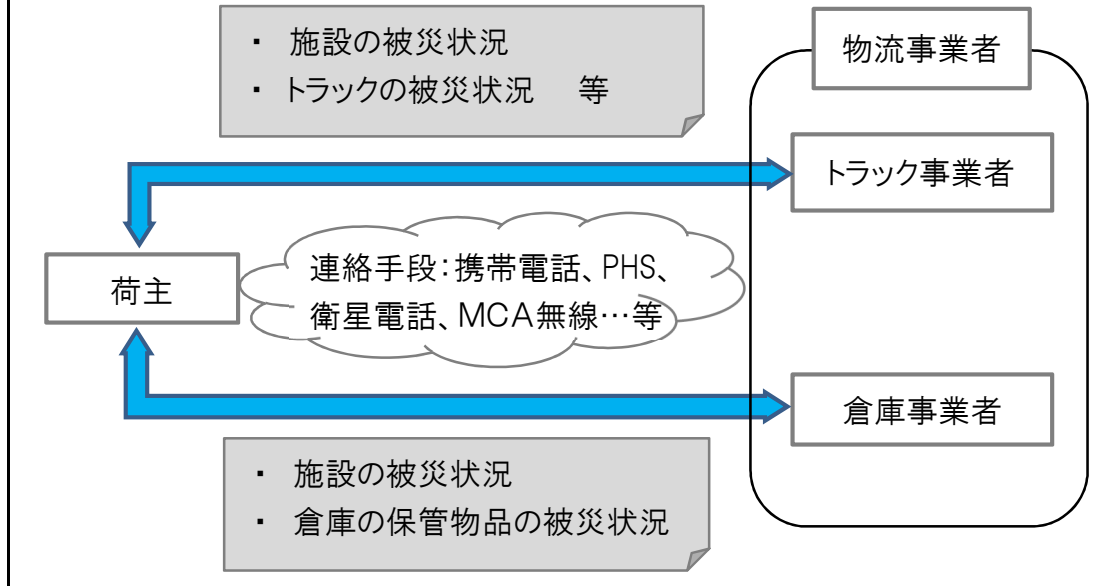 ・ 施設の被災状況
・ トラックの被災状況 等
物流事業者
トラック事業者
荷主
連絡手段：携帯電話、PHS、
衛星電話、MCA無線…等
倉庫事業者
・ 施設の被災状況
・ 倉庫の保管物品の被災状況